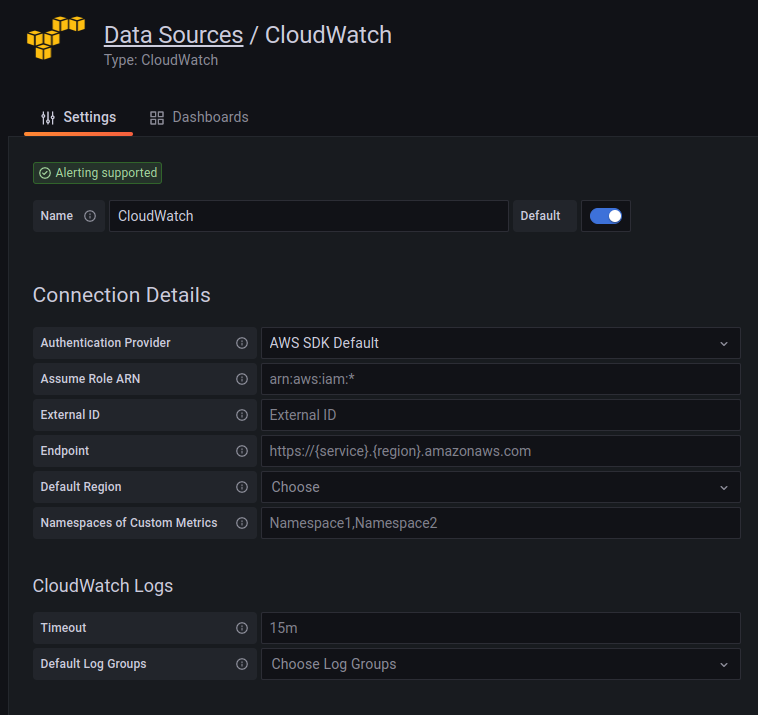 Data Sources / CloudWatch
Type: CloudWatch
Settings Dashboards
Alerting supported
Name CloudWatch Default
Connection Details
Authentication Provider AWS SDK Default
Assume Role ARN arn:aws:iam:*
External ID External ID
Endpoint https://{service}.{region}.amazonaws.com
Default Region Choose
Namespaces of Custom Metrics Namespace1,Namespace2
CloudWatch Logs
Timeout 15m
Default Log Groups Choose Log Groups